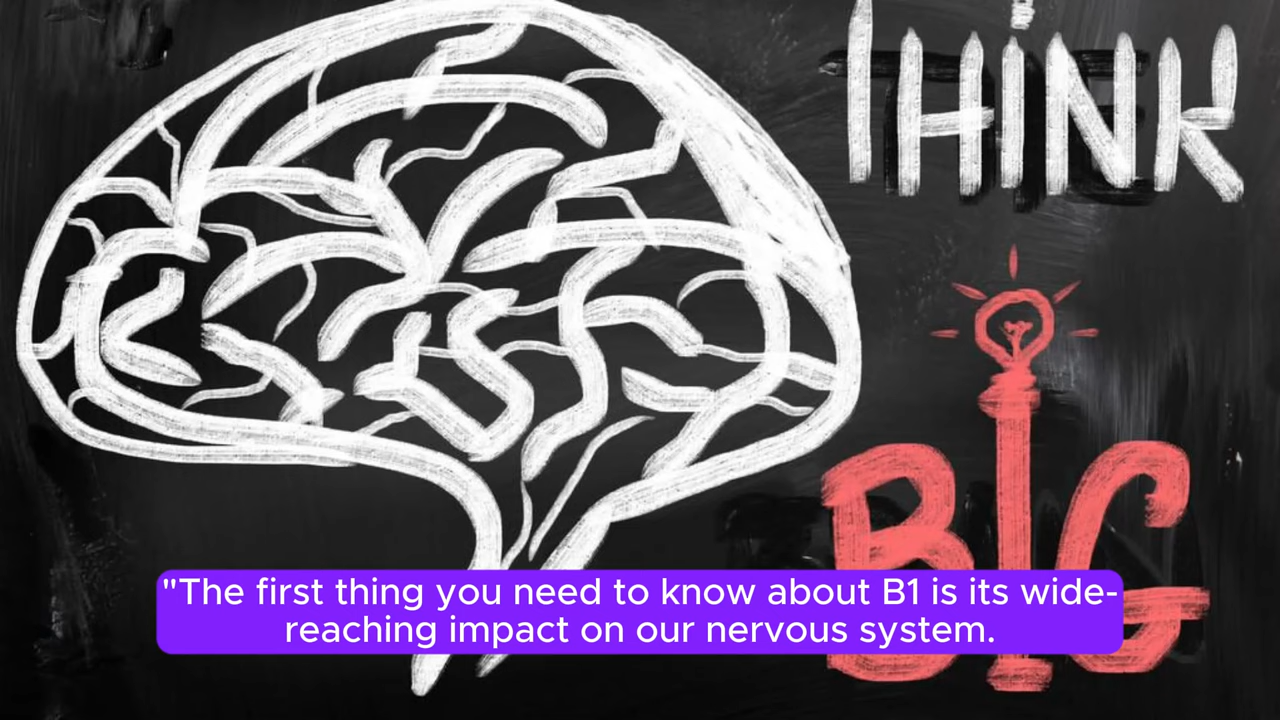 THiNK
BIG
"The first thing you need to know about B1 is its wide-
reaching impact on our nervous system.